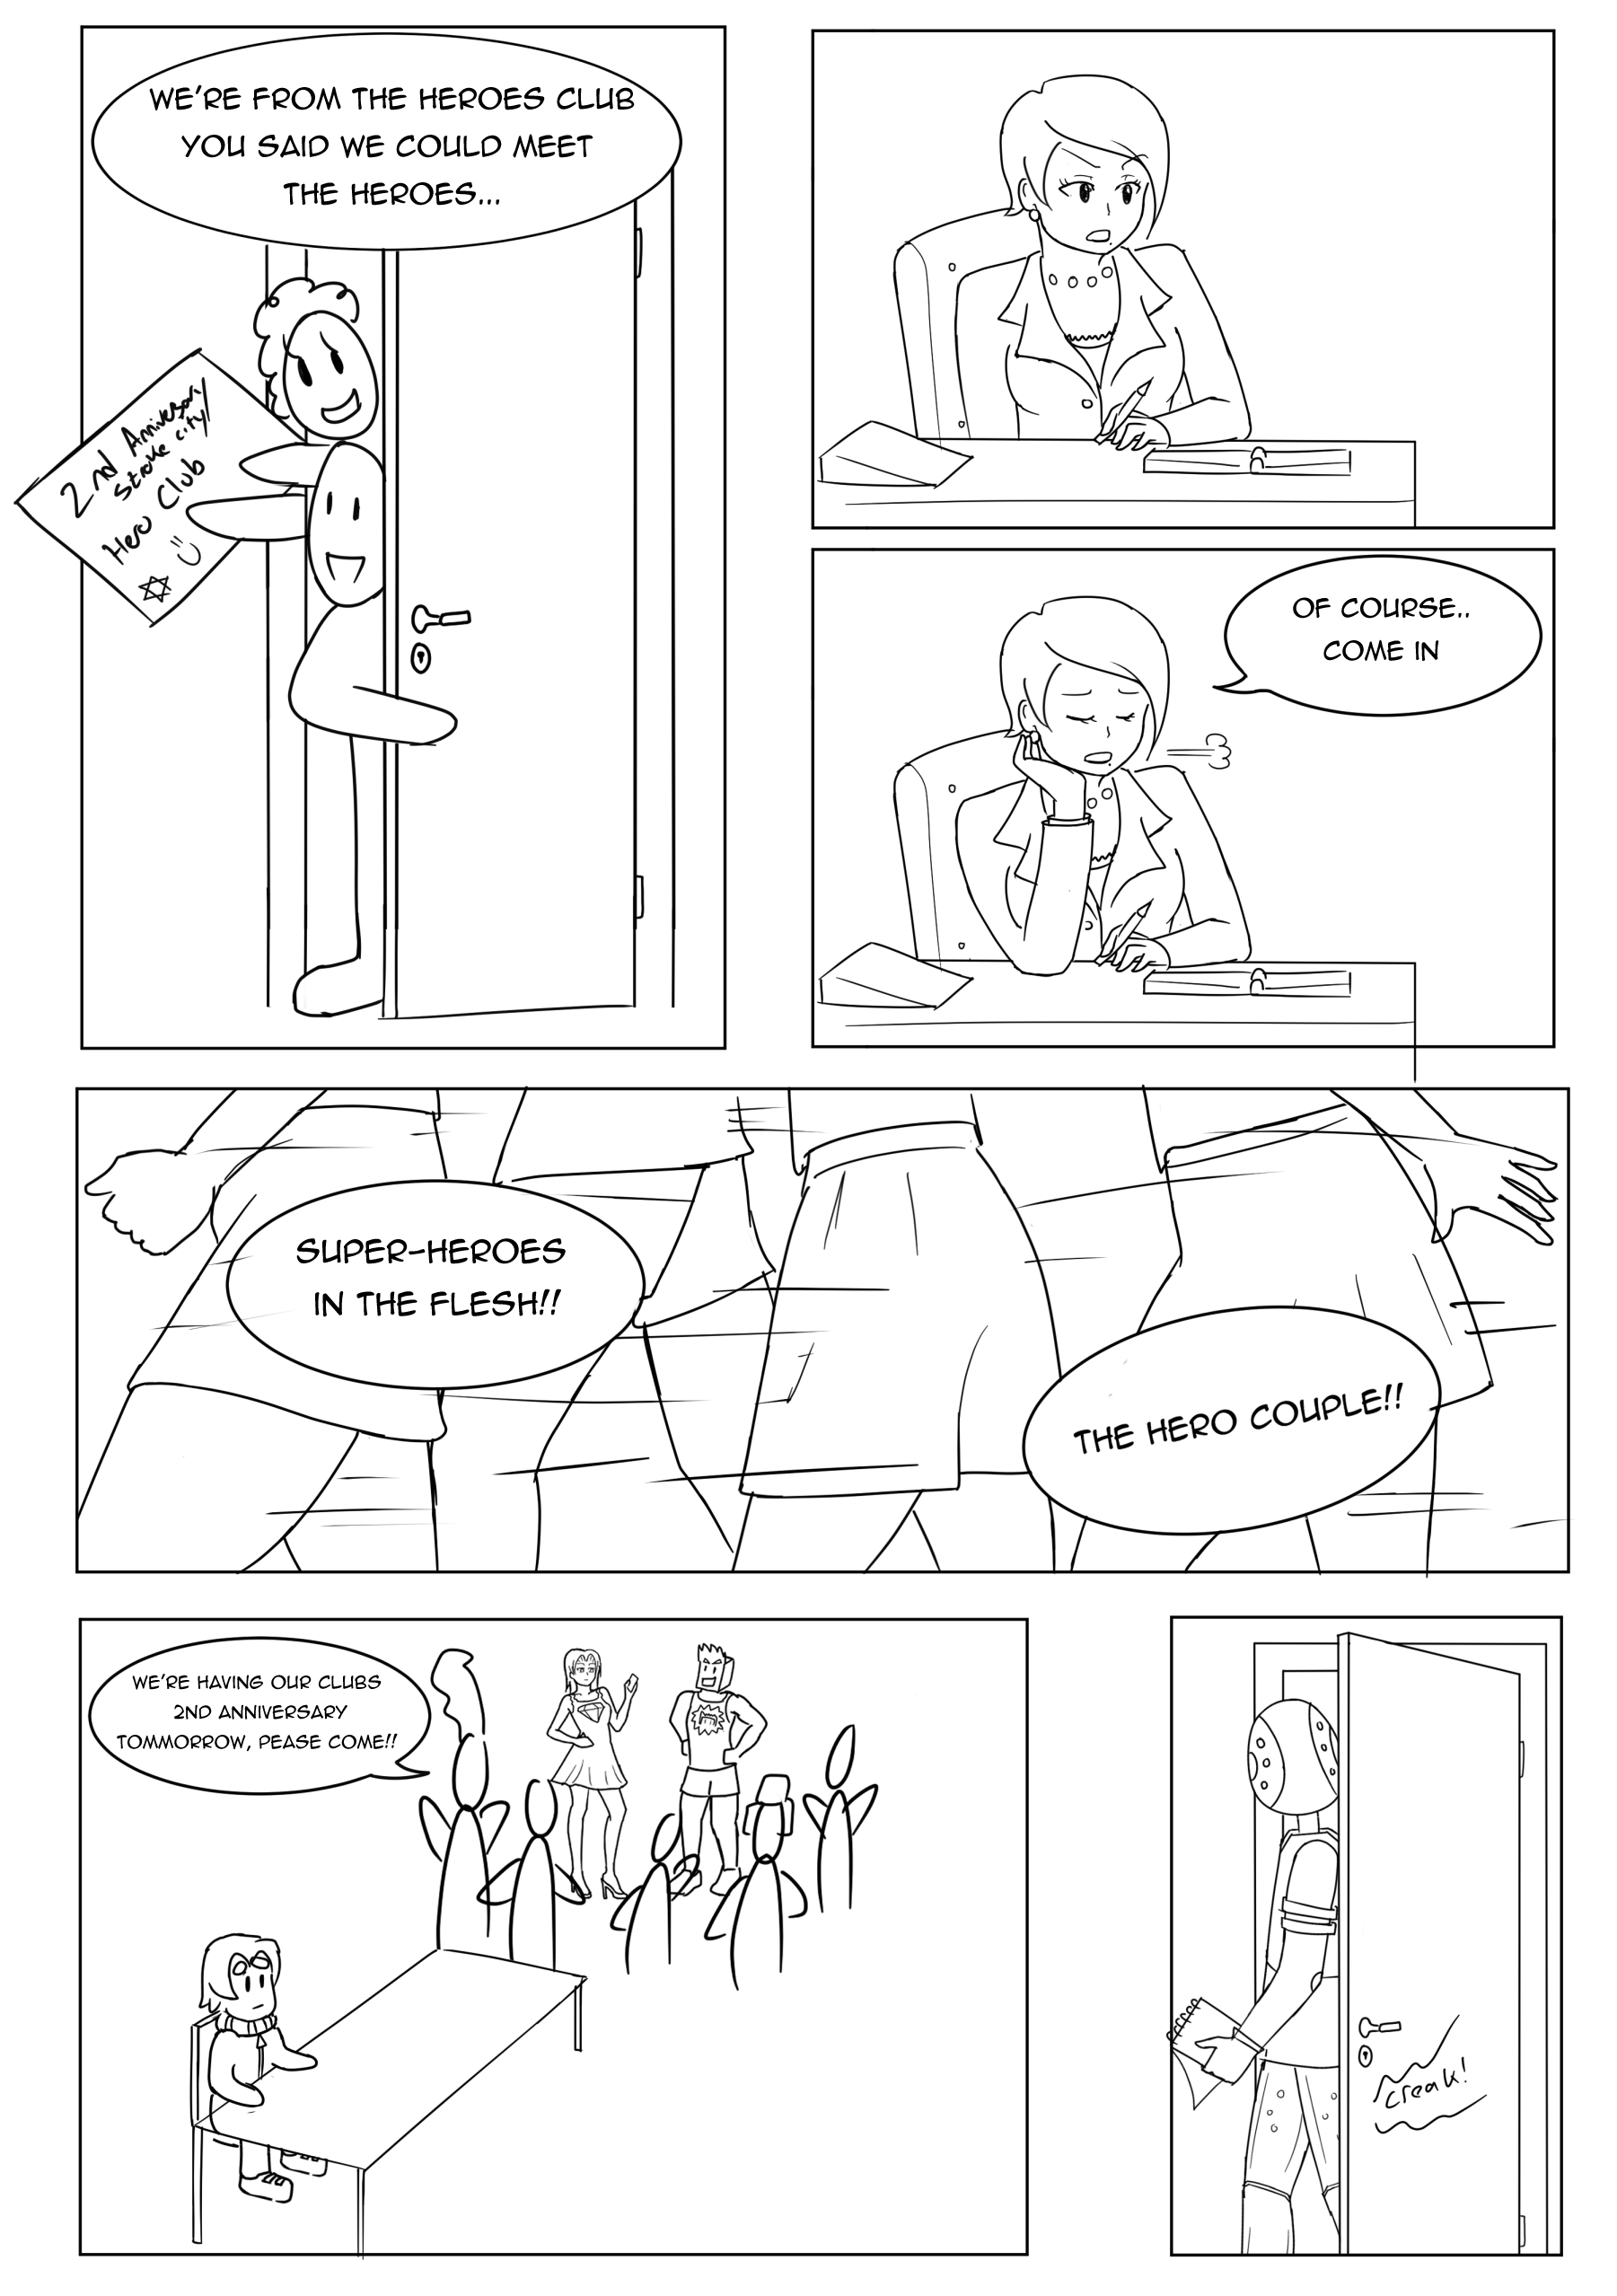 WE'RE FROM THE HEROES CLUB
YOU SAID WE COULD MEET
THE HEROES...
2nd Anniversary
Stroke city
Hero Club
OF COURSE..
COME IN
SUPER-HEROES
IN THE FLESH!!
THE HERO COUPLE!!
WE'RE HAVING OUR CLUBS
2ND ANNIVERSARY
TOMMORROW, PEASE COME!!
creak!